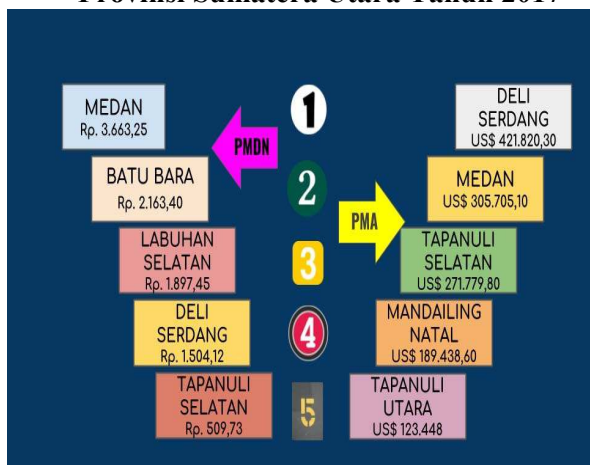 Provinsi Sumatera Utara Tahun 2017
MEDAN
Rp. 3.663,25
PMDN
1
DELI
SERDANG
US$ 421.820,30
BATU BARA
Rp. 2.163,40
2
PMA
MEDAN
US$ 305.705,10
LABUHAN
SELATAN
Rp. 1.897,45
3
TAPANULI
SELATAN
US$ 271.779,80
DELI
SERDANG
Rp. 1.504,12
4
MANDAILING
NATAL
US$ 189.438,60
TAPANULI
SELATAN
Rp. 509,73
5
TAPANULI
UTARA
US$ 123.448